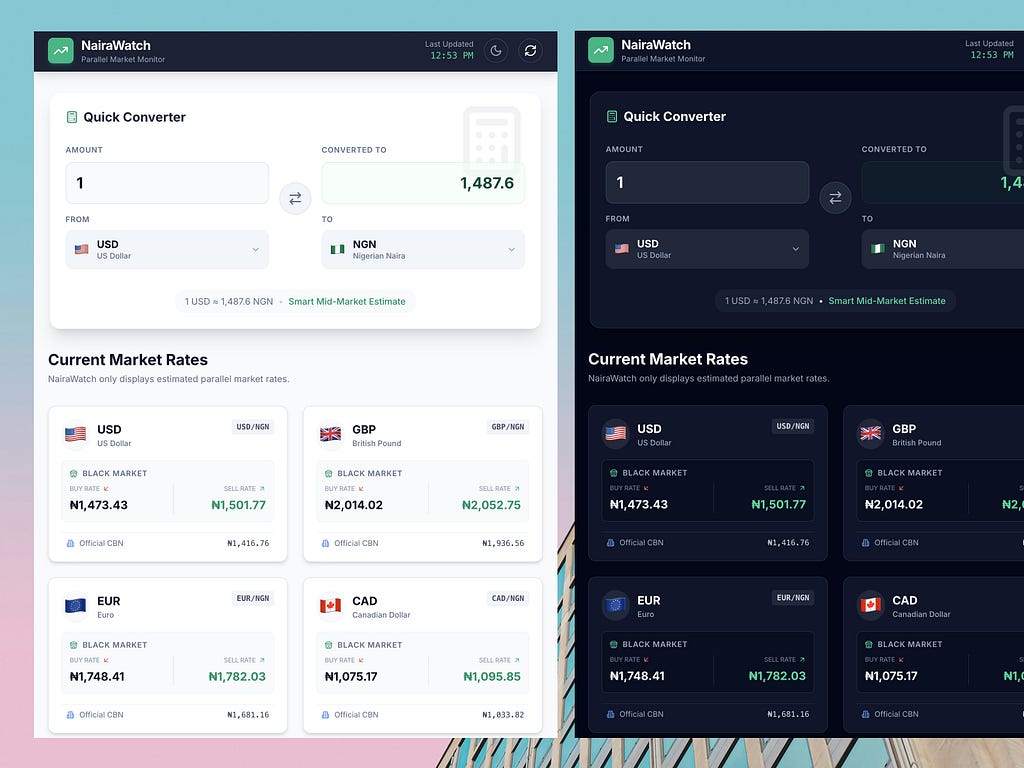 NairaWatch
Parallel Market Monitor
Last Updated
12:53 PM
Quick Converter
AMOUNT
CONVERTED TO
1
1,487.6
FROM
TO
USD
US Dollar
NGN
Nigerian Naira
1 USD ≈ 1,487.6 NGN • Smart Mid-Market Estimate
Current Market Rates
NairaWatch only displays estimated parallel market rates.
USD
US Dollar
USD/NGN
BLACK MARKET
BUY RATE
SELL RATE
₦1,473.43
₦1,501.77
Official CBN
₦1,416.76
GBP
British Pound
GBP/NGN
BLACK MARKET
BUY RATE
SELL RATE
₦2,014.02
₦2,052.75
Official CBN
₦1,936.56
EUR
Euro
EUR/NGN
BLACK MARKET
BUY RATE
SELL RATE
₦1,748.41
₦1,782.03
Official CBN
₦1,681.16
CAD
Canadian Dollar
CAD/NGN
BLACK MARKET
BUY RATE
SELL RATE
₦1,075.17
₦1,095.85
Official CBN
₦1,033.82
NairaWatch
Parallel Market Monitor
Last Updated
12:53 PM
Quick Converter
AMOUNT
CONVERTED TO
1
1,4
FROM
TO
USD
US Dollar
NGN
Nigerian Naira
1 USD ≈ 1,487.6 NGN • Smart Mid-Market Estimate
Current Market Rates
NairaWatch only displays estimated parallel market rates.
USD
US Dollar
USD/NGN
BLACK MARKET
BUY RATE
SELL RATE
₦1,473.43
₦1,501.77
Official CBN
₦1,416.76
GBP
British Pound
BLACK MARKET
BUY RATE
SELL RATE
₦2,014.02
Official CBN
EUR
Euro
EUR/NGN
BLACK MARKET
BUY RATE
SELL RATE
₦1,748.41
₦1,782.03
Official CBN
₦1,681.16
CAD
Canadian Dollar
BLACK MARKET
BUY RATE
SELL RATE
₦1,075.17
Official CBN